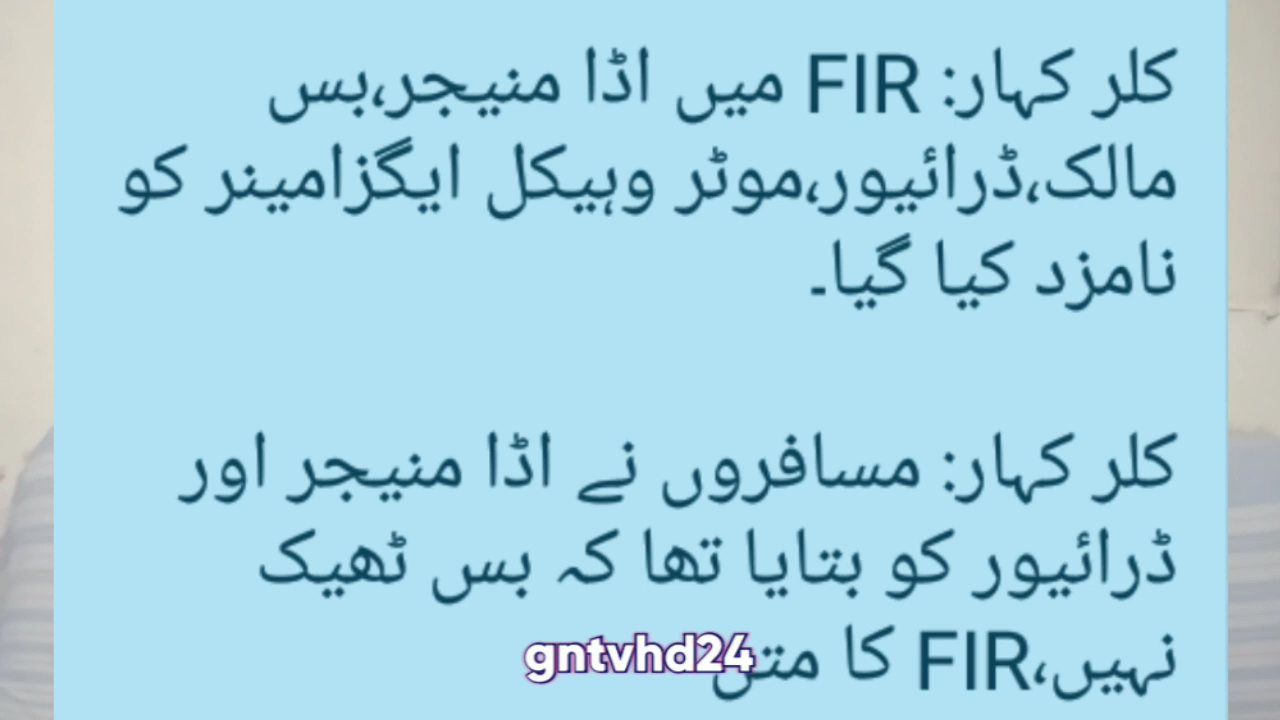 کلر کہار: FIR میں اڈا منیجر،بس
مالک،ڈرائیور،موٹر وہیکل ایگزامینر کو
نامزد کیا گیا۔
کلر کہار: مسافروں نے اڈا منیجر اور
ڈرائیور کو بتایا تھا کہ بس ٹھیک
نہیں،FIR کا متن
gntvhd24